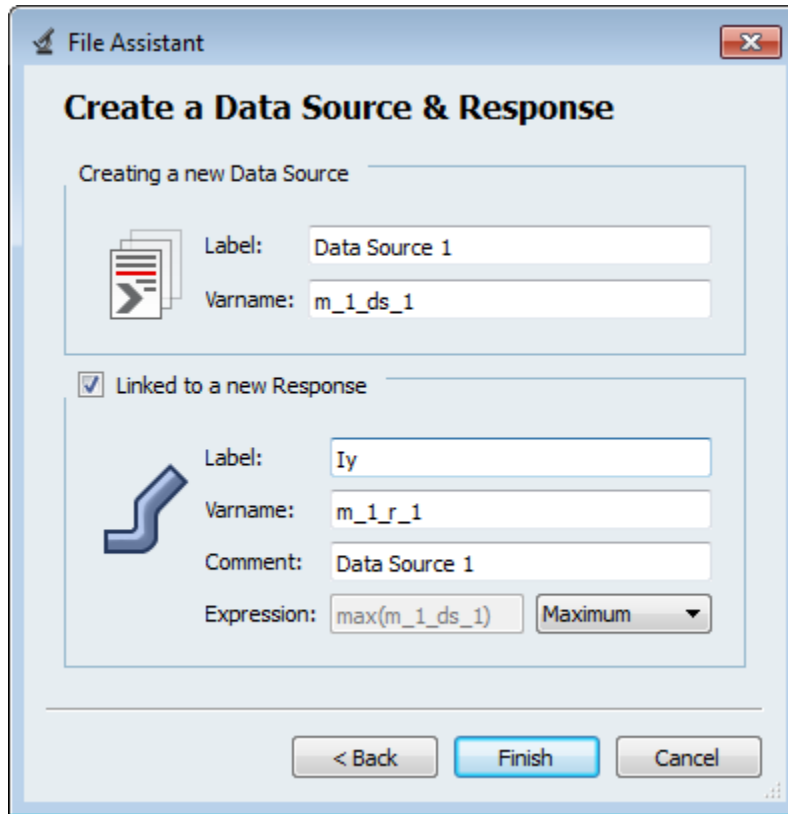 File Assistant
Create a Data Source & Response
Creating a new Data Source
Label: Data Source 1
Varname: m_1_ds_1
Linked to a new Response
Label: Iy
Varname: m_1_r_1
Comment: Data Source 1
Expression: max(m_1_ds_1) Maximum
< Back Finish Cancel